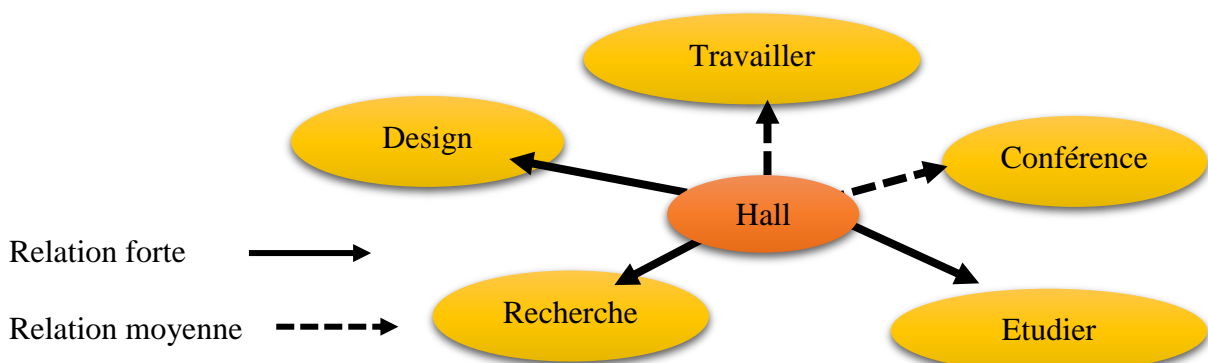 Travailler
Design
Conférence
Hall
Relation forte
Recherche
Etudier
Relation moyenne